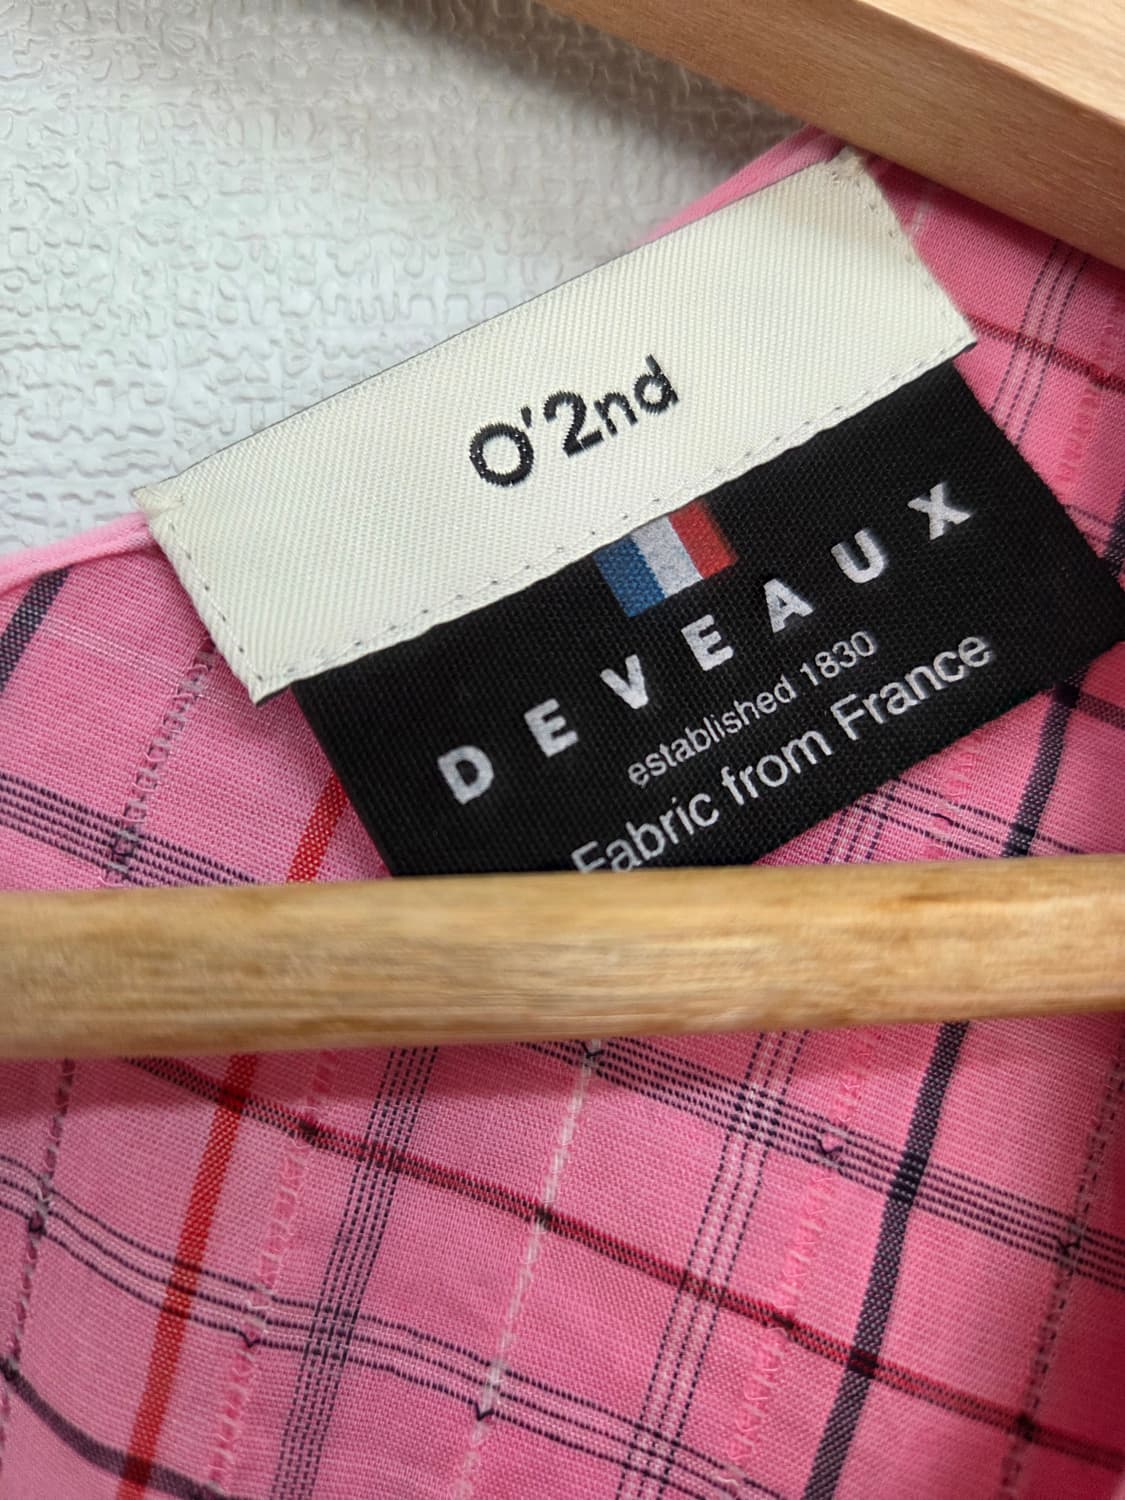 O'2nd
DEVEAUX
established 1830
Fabric from France